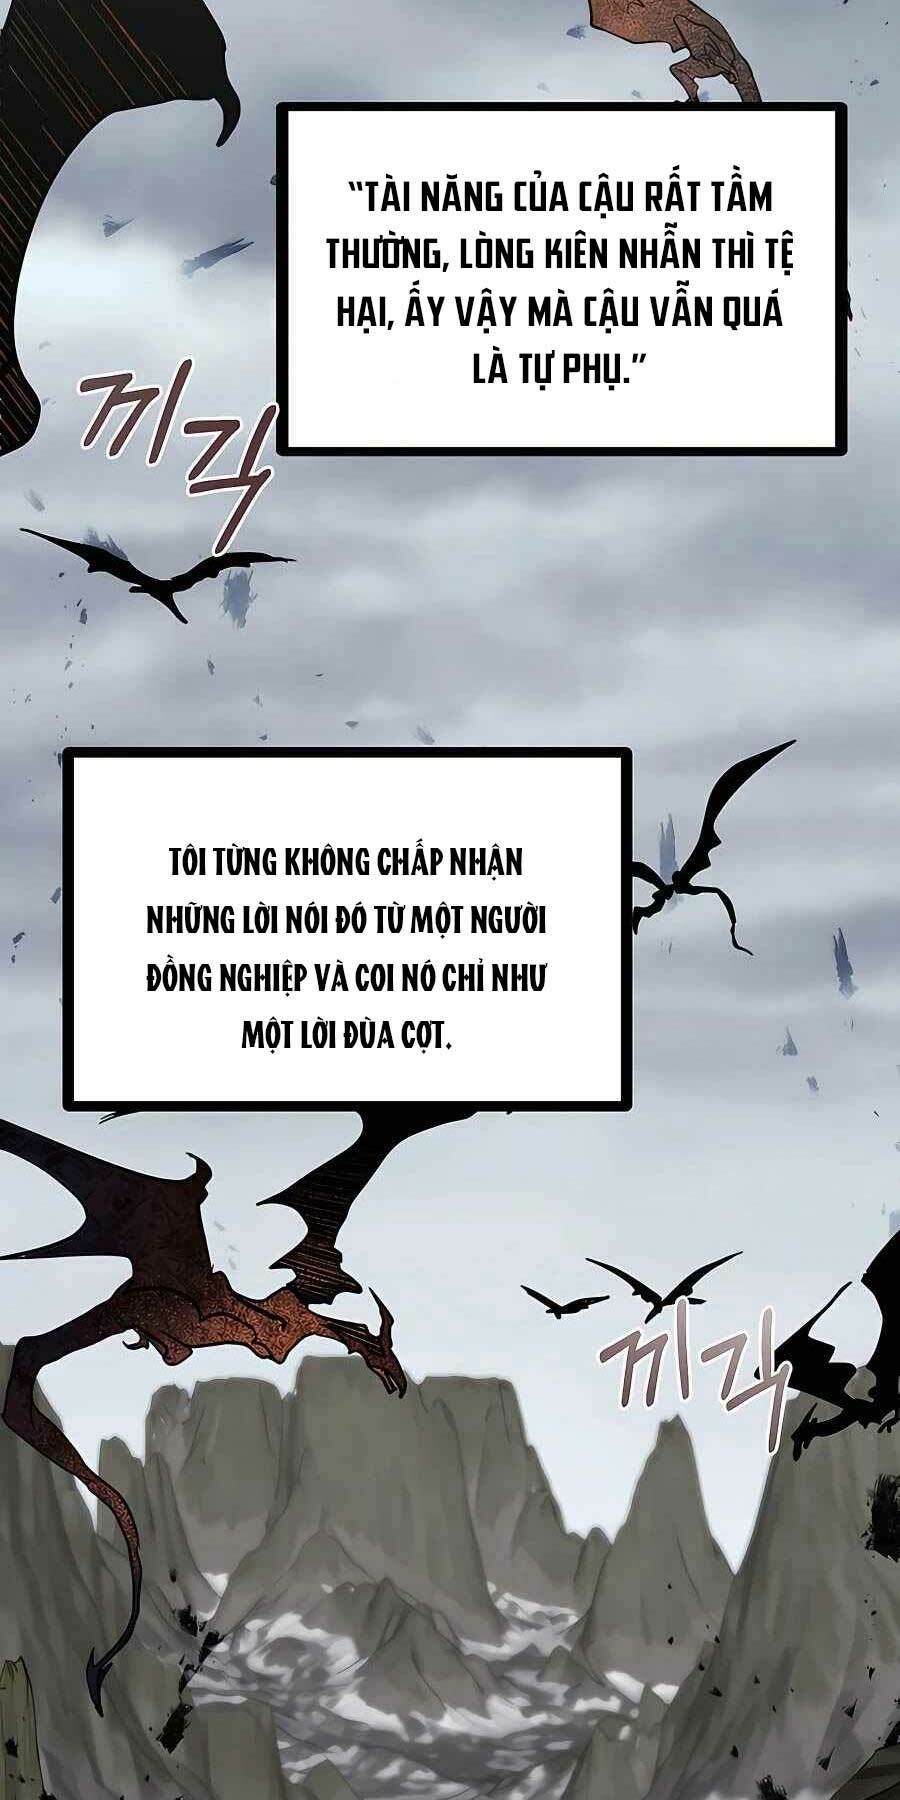 “TÀI NĂNG CỦA CẬU RẤT TẦM
THƯỜNG, LÒNG KIÊN NHẪN THÌ TỆ
HẠI, ẤY VẬY MÀ CẬU VẪN QUÁ
LÀ TỰ PHỤ.”
끼각
TÔI TỪNG KHÔNG CHẤP NHẬN
NHỮNG LỜI NÓI ĐÓ TỪ MỘT NGƯỜI
ĐỒNG NGHIỆP VÀ COI NÓ CHỈ NHƯ
MỘT LỜI ĐÙA CỢT.
끼각